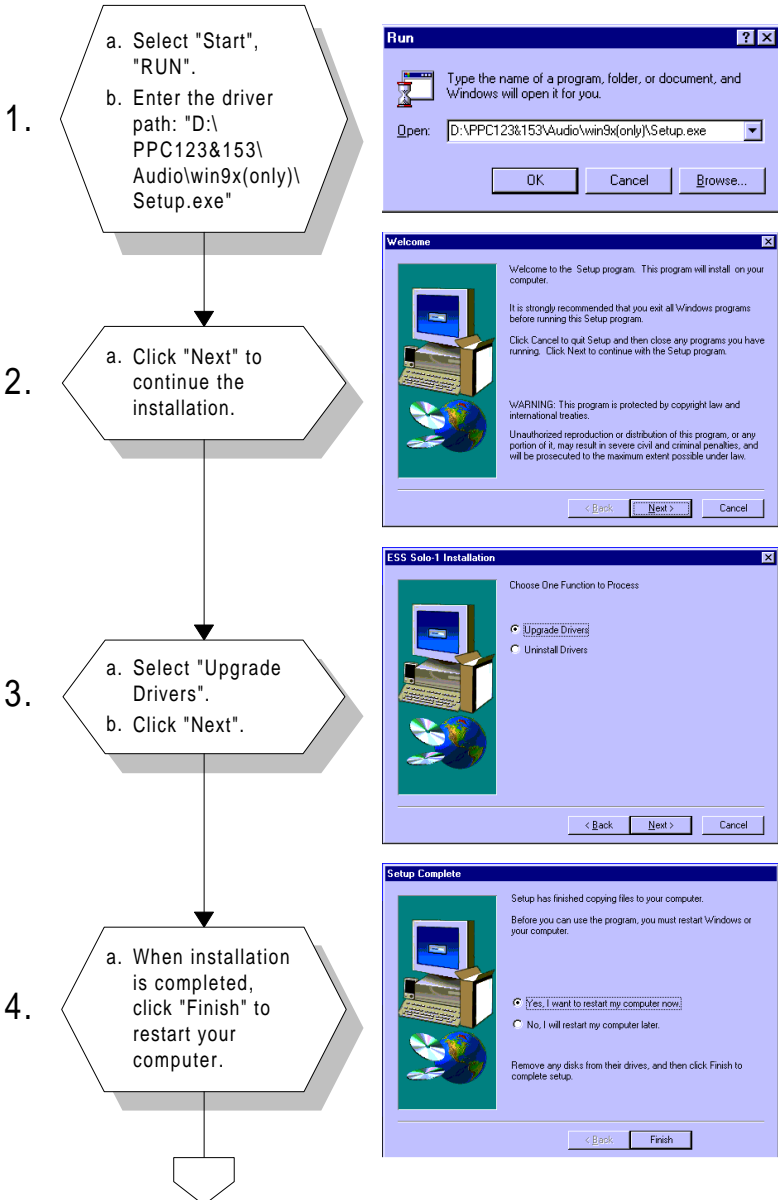 1.
a. Select "Start",
"RUN".
b. Enter the driver
path: "D:\
PPC123&153\
Audio\win9x(only)\
Setup.exe"
Run
Type the name of a program, folder, or document, and
Windows will open it for you.
Open: D:\PPC123&153\Audio\win9x(only)\Setup.exe
OK Cancel Browse...
2.
a. Click "Next" to
continue the
installation.
Welcome
Welcome to the Setup program. This program will install on your
computer.
It is strongly recommended that you exit all Windows programs
before running this Setup program.
Click Cancel to quit Setup and then close any programs you have
running. Click Next to continue with the Setup program.
WARNING: This program is protected by copyright law and
international treaties.
Unauthorized reproduction or distribution of this program, or any
portion of it, may result in severe civil and criminal penalties, and
will be prosecuted to the maximum extent possible under law.
< Back Next > Cancel
3.
a. Select "Upgrade
Drivers".
b. Click "Next".
ESS Solo-1 Installation
Choose One Function to Process
Upgrade Drivers
Uninstall Drivers
< Back Next > Cancel
4.
a. When installation
is completed,
click "Finish" to
restart your
computer.
Setup Complete
Setup has finished copying files to your computer.
Before you can use the program, you must restart Windows or
your computer.
Yes, I want to restart my computer now.
No, I will restart my computer later.
Remove any disks from their drives, and then click Finish to
complete setup.
< Back Finish